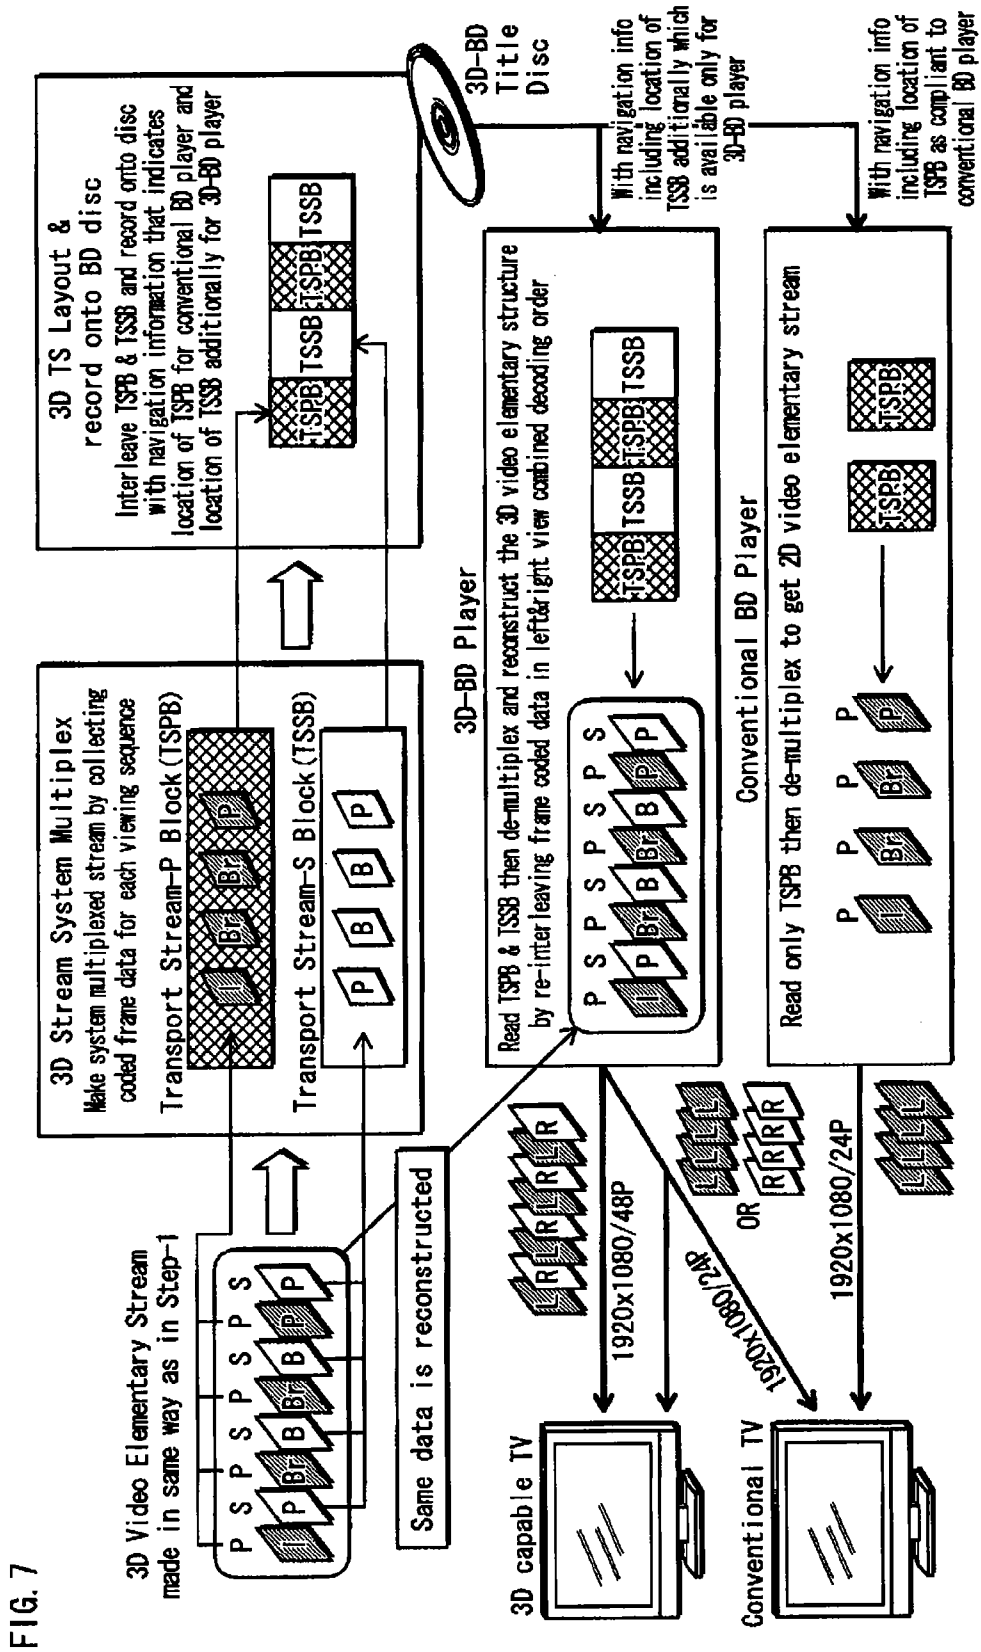 FIG. 7
3D Video Elementary Stream
made in same way as in Step-1
P S P S P S P S
I P Br B Br B P P
Same data is reconstructed
3D Stream System Multiplex
Make system multiplexed stream by collecting
coded frame data for each viewing sequence
Transport Stream-P Block(TSPB)
I Br Br P
Transport Stream-S Block(TSSB)
P B B P
3D TS Layout &
record onto BD disc
Interleave TSPB & TSSB and record onto disc
With navigation information that indicates
location of TSPB for conventional BD player and
location of TSSB additionally for 3D-BD player
TSPB TSSB TSPB TSSB
3D-BD
Title
Disc
With navigation info
including location of
TSSB additionally which
is available only for
3D-BD player
With navigation info
including location of
TSPB as compliant to
conventional BD player
3D-BD Player
Read TSPB & TSSB then de-multiplex and reconstruct the 3D video elementary structure
by re-interleaving frame coded data in left&right view combined decoding order
P S P S P S P S
I P Br B Br B P P
TSPB TSSB TSPB TSSB
Conventional BD Player
Read only TSPB then de-multiplex to get 2D video elementary stream
P P P P
I Br Br P
TSPB TSPB
3D capable TV
L R L R L R L R
1920x1080/48P
1920x1080/24P
L L L L
OR
R R R R
Conventional TV
1920x1080/24P
L L L L